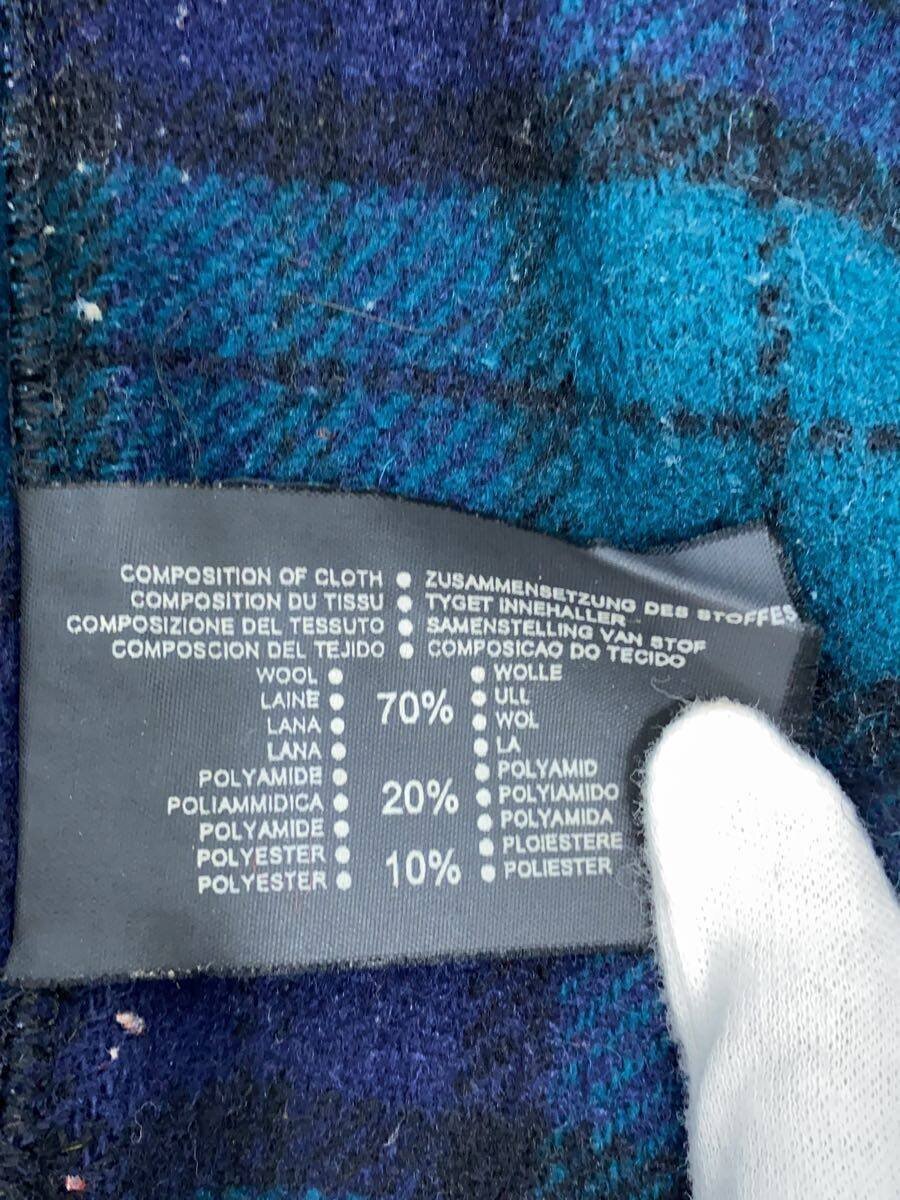 COMPOSITION OF CLOTH ● ZUSAMMENSETZUNG DES STOFFES
COMPOSITION DU TISSU ● TYGET INNEHALLER
COMPOSIZIONE DEL TESSUTO ● SAMENSTELLING VAN STOF
COMPOSCION DEL TEJIDO ● COMPOSICAO DO TECIDO
WOOL ● ● WOLLE
LAINE ● 70% ● ULL
LANA ● ● WOL
LANA ● ● LA
POLYAMIDE ● ● POLYAMID
POLIAMMIDICA ● 20% ● POLYIAMIDO
POLYAMIDE ● ● POLYAMIDA
POLYESTER ● 10% ● PLOIESTERE
POLYESTER ● ● POLIESTER